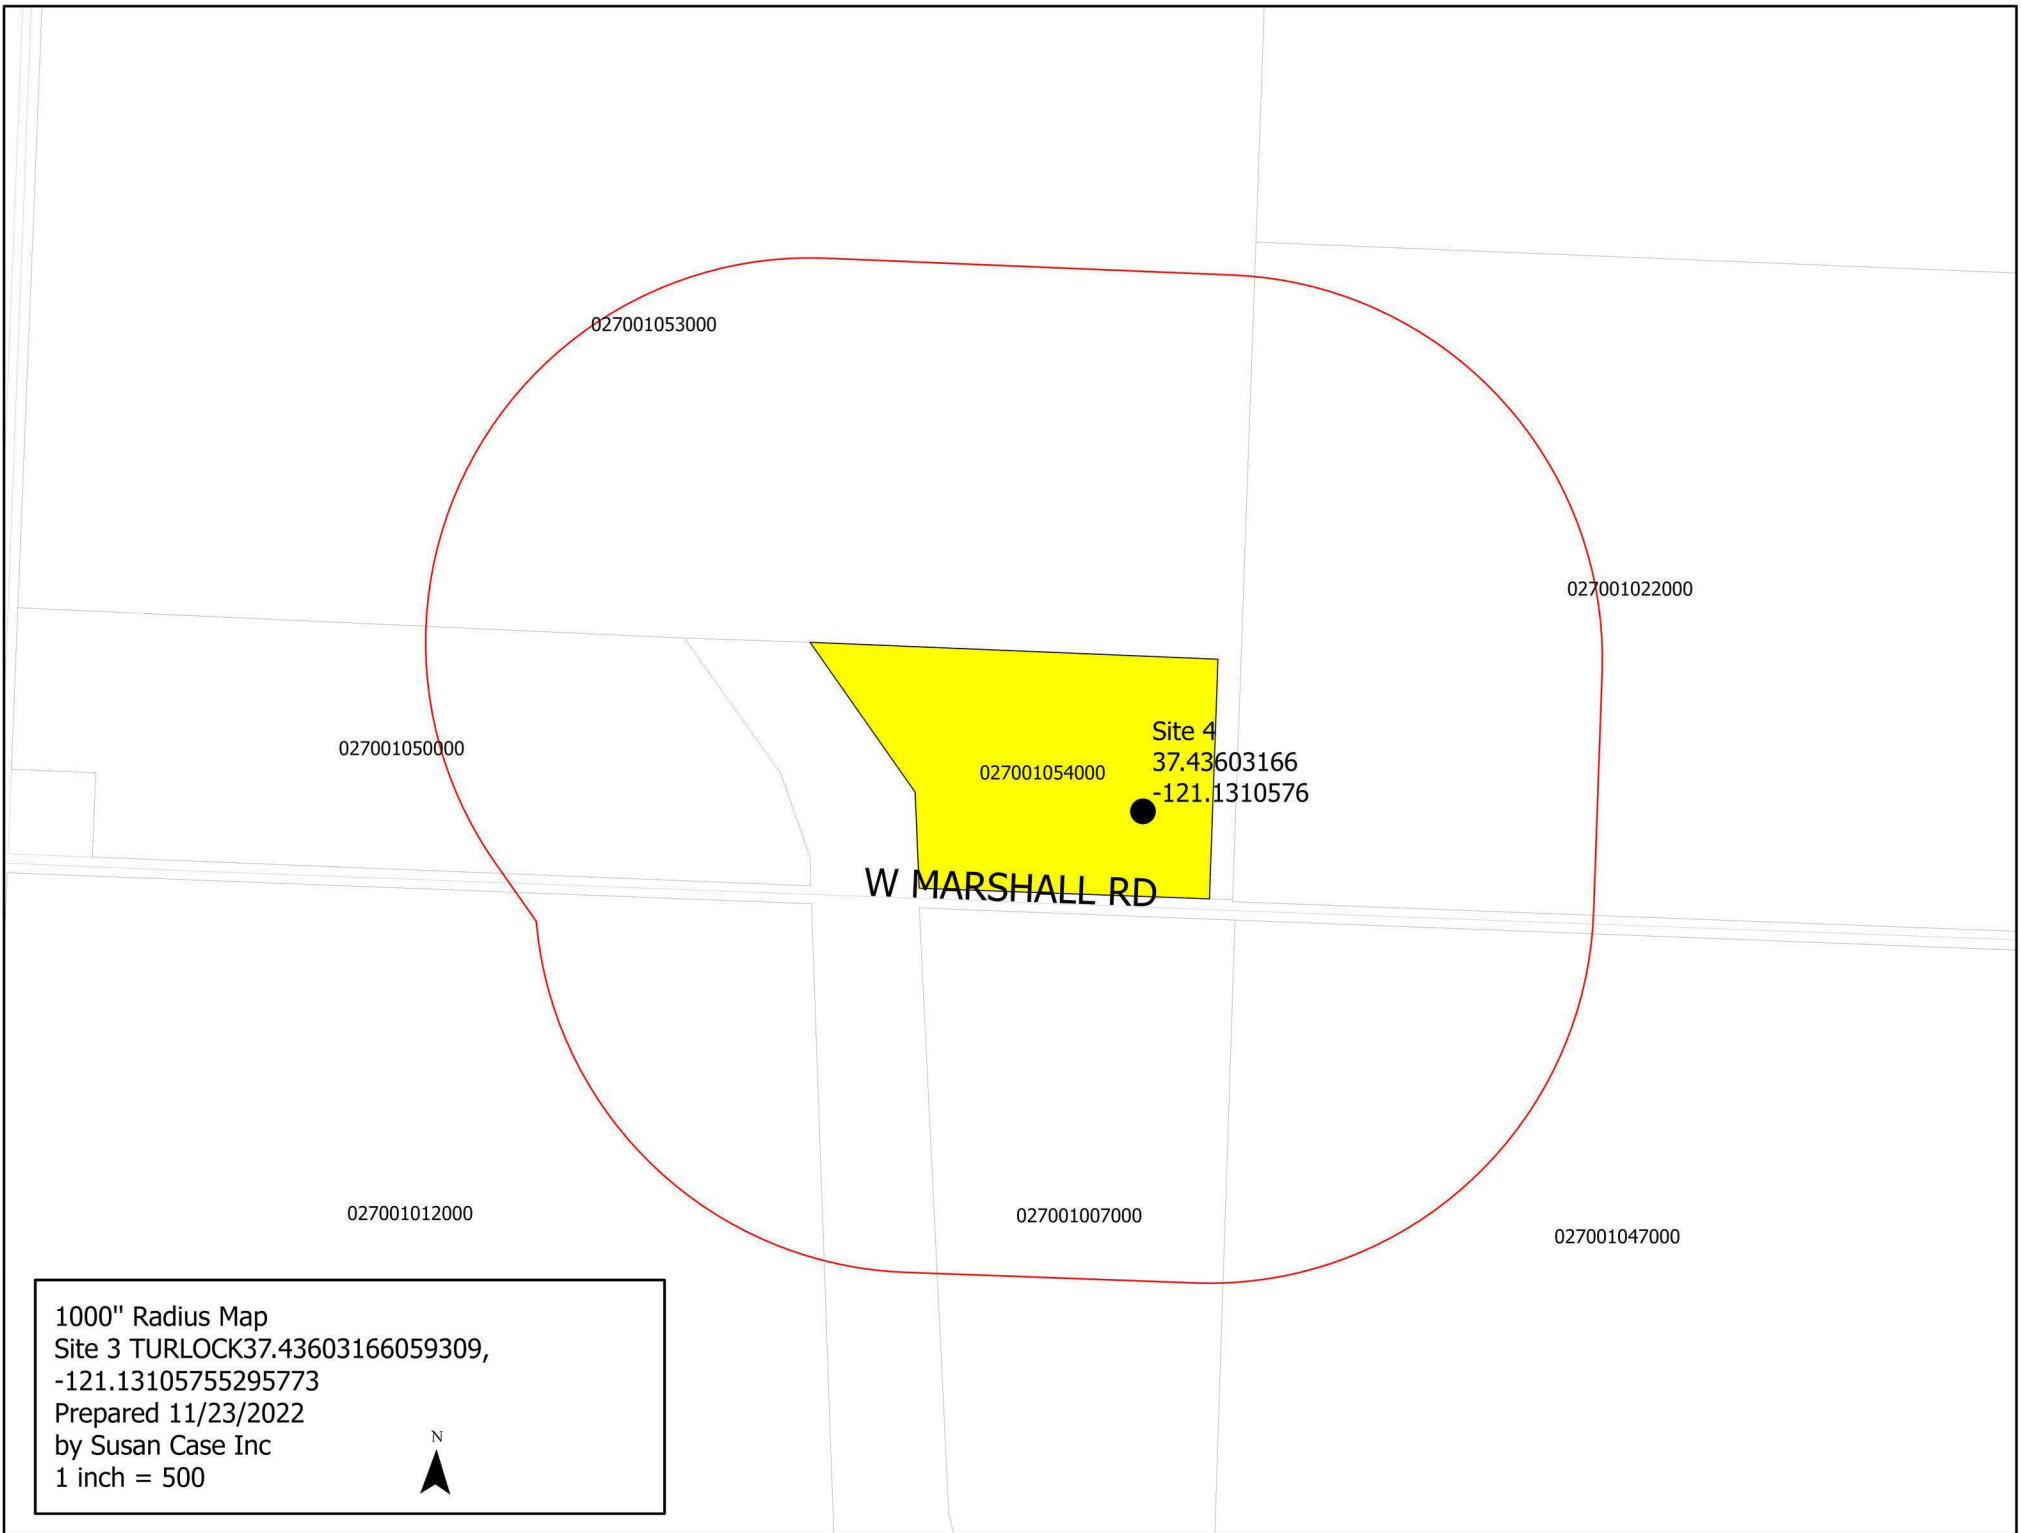 027001053000
027001022000
Site 4
37.43603166
-121.1310576
027001050000
027001054000
W MARSHALL RD
027001012000
027001007000
027001047000
1000" Radius Map
Site 3 TURLOCK37.43603166059309,
-121.13105755295773
Prepared 11/23/2022
by Susan Case Inc
1 inch = 500
N